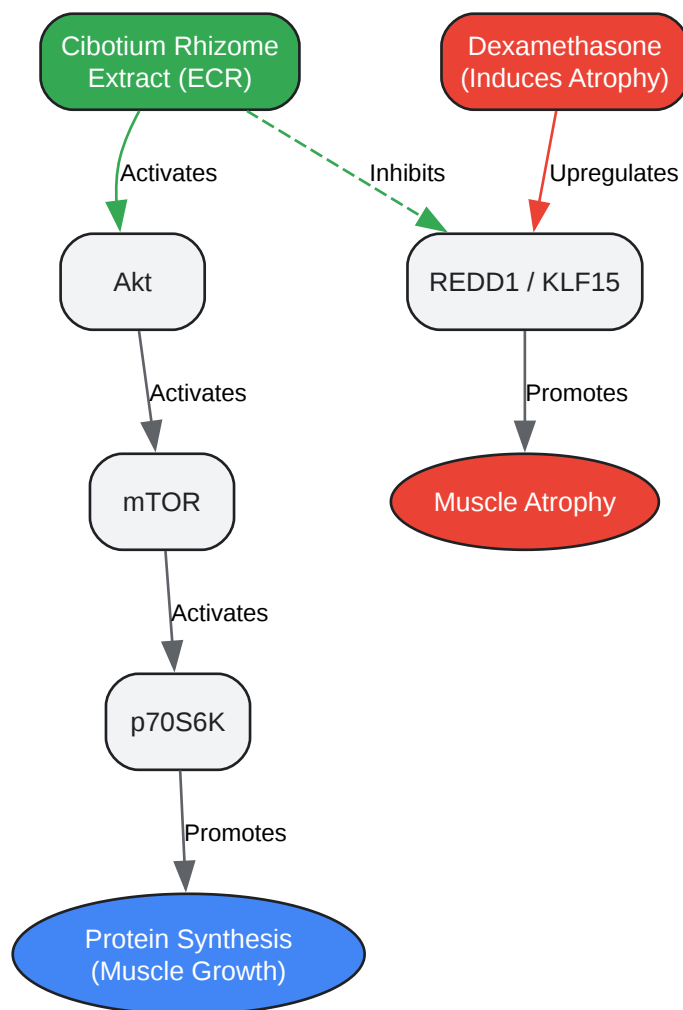 Cibotium Rhizome
Extract (ECR)
Dexamethasone
(Induces Atrophy)
Activates
Inhibits
Upregulates
Akt
REDD1 / KLF15
Activates
Promotes
mTOR
Muscle Atrophy
Activates
p70S6K
Promotes
Protein Synthesis
(Muscle Growth)